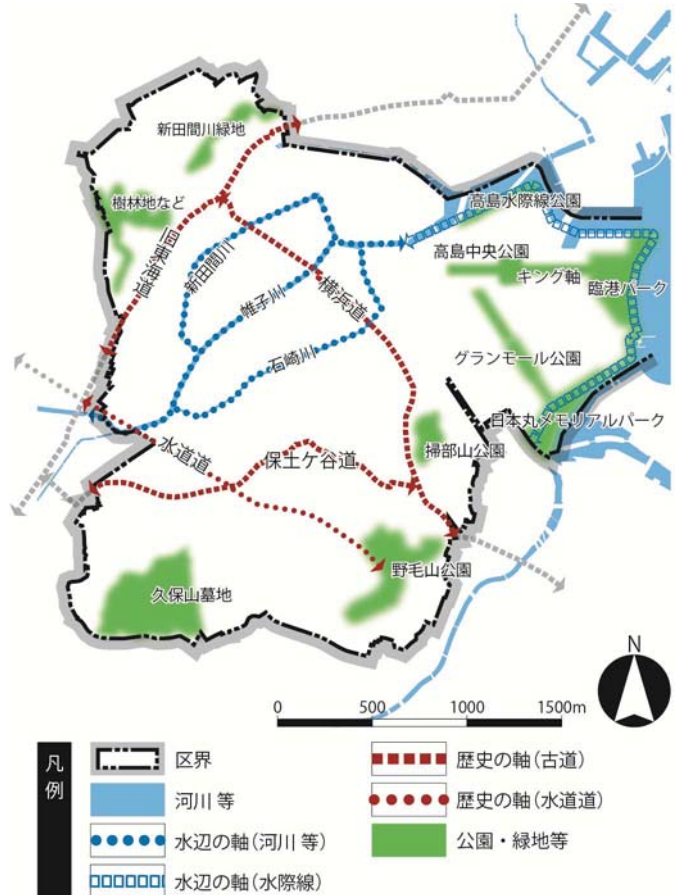 新田間川緑地
樹林地など
旧東海道
新田間川
帷子川
石崎川
横浜道
高島水際線公園
高島中央公園
キング軸
臨港パーク
グランモール公園
日本丸メモリアルパーク
掃部山公園
水道道
保土ケ谷道
野毛山公園
久保山墓地
N
0 500 1000 1500m
凡例
区界
河川 等
水辺の軸(河川 等)
水辺の軸(水際線)
歴史の軸(古道)
歴史の軸(水道道)
公園・緑地等